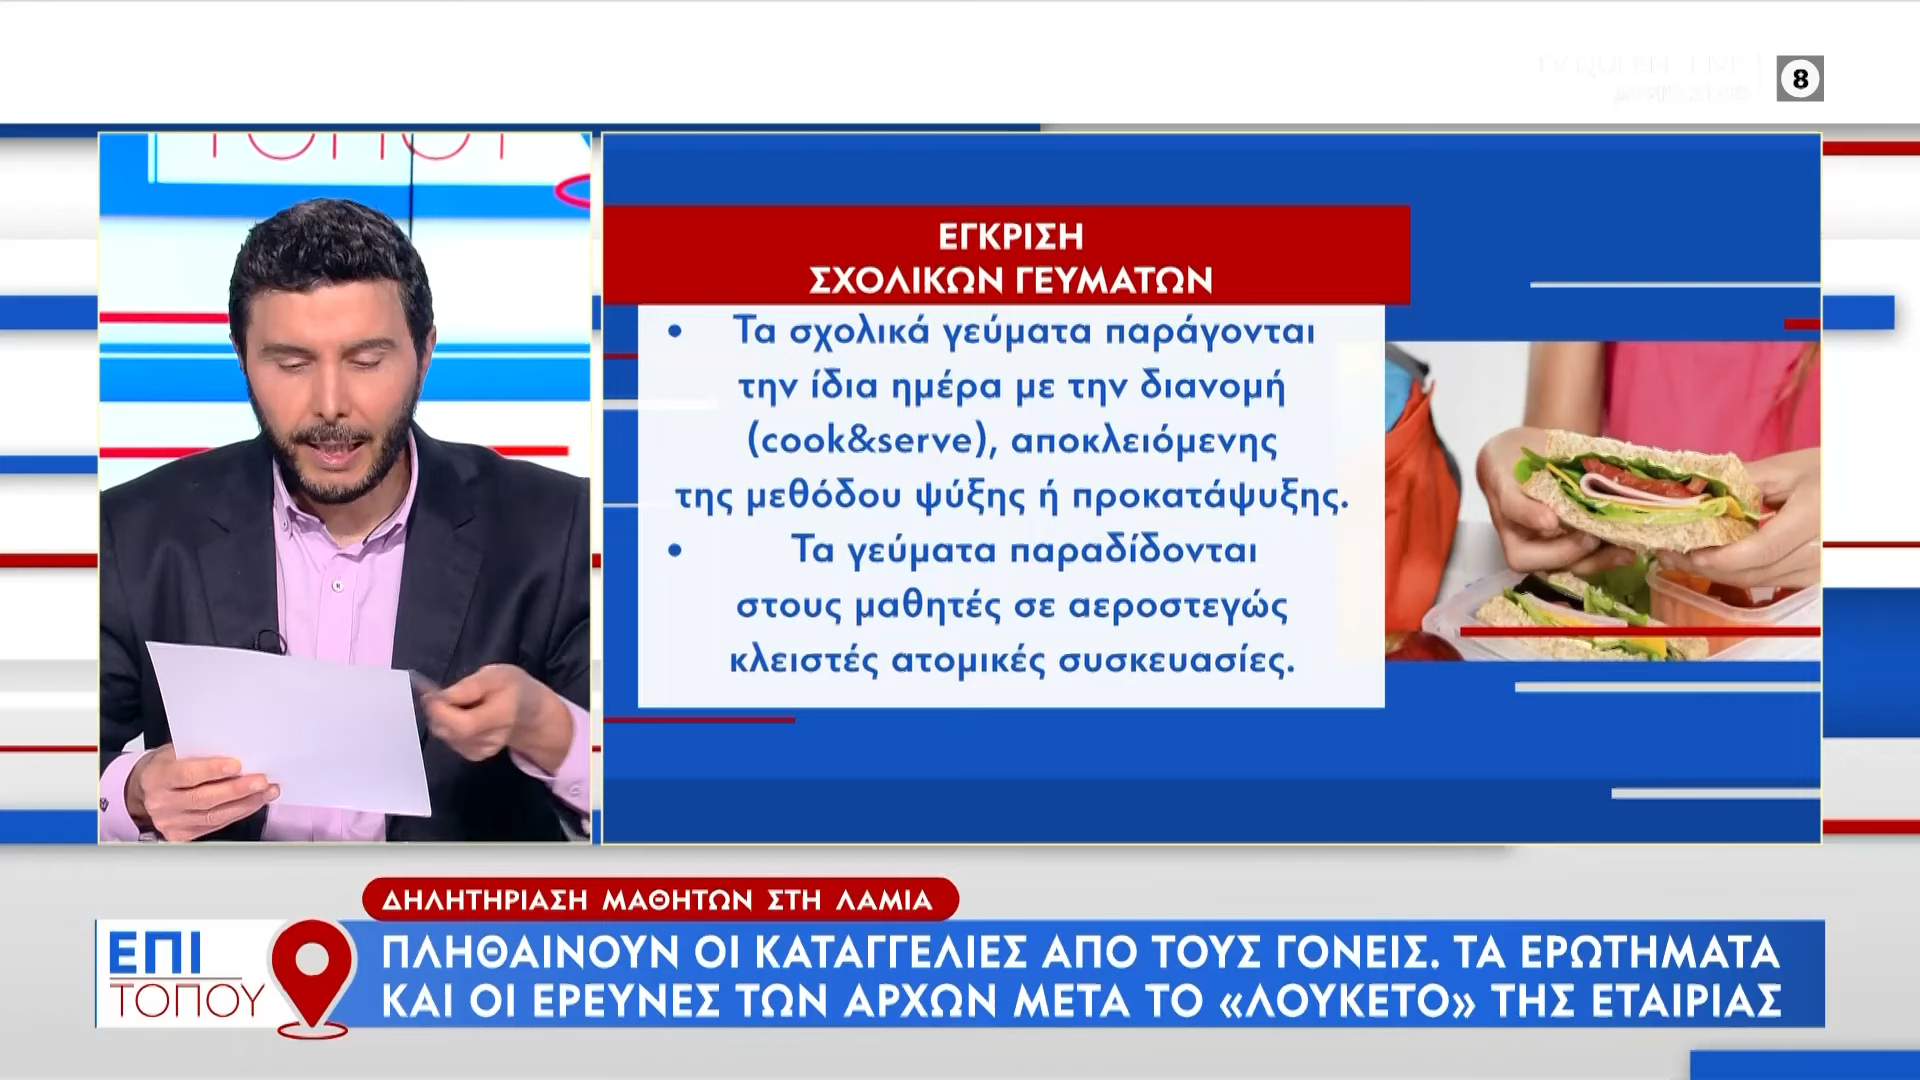 8
ΤΟΠΟΥ
ΕΓΚΡΙΣΗ
ΣΧΟΛΙΚΩΝ ΓΕΥΜΑΤΩΝ
• Τα σχολικά γεύματα παράγονται
την ίδια ημέρα με την διανομή
(cook&serve), αποκλειόμενης
της μεθόδου ψύξης ή προκατάψυξης.
• Τα γεύματα παραδίδονται
στους μαθητές σε αεροστεγώς
κλειστές ατομικές συσκευασίες.
ΔΗΛΗΤΗΡΙΑΣΗ ΜΑΘΗΤΩΝ ΣΤΗ ΛΑΜΙΑ
ΕΠΙ
ΤΟΠΟΥ
ΠΛΗΘΑΙΝΟΥΝ ΟΙ ΚΑΤΑΓΓΕΛΙΕΣ ΑΠΟ ΤΟΥΣ ΓΟΝΕΙΣ. ΤΑ ΕΡΩΤΗΜΑΤΑ
ΚΑΙ ΟΙ ΕΡΕΥΝΕΣ ΤΩΝ ΑΡΧΩΝ ΜΕΤΑ ΤΟ «ΛΟΥΚΕΤΟ» ΤΗΣ ΕΤΑΙΡΙΑΣ